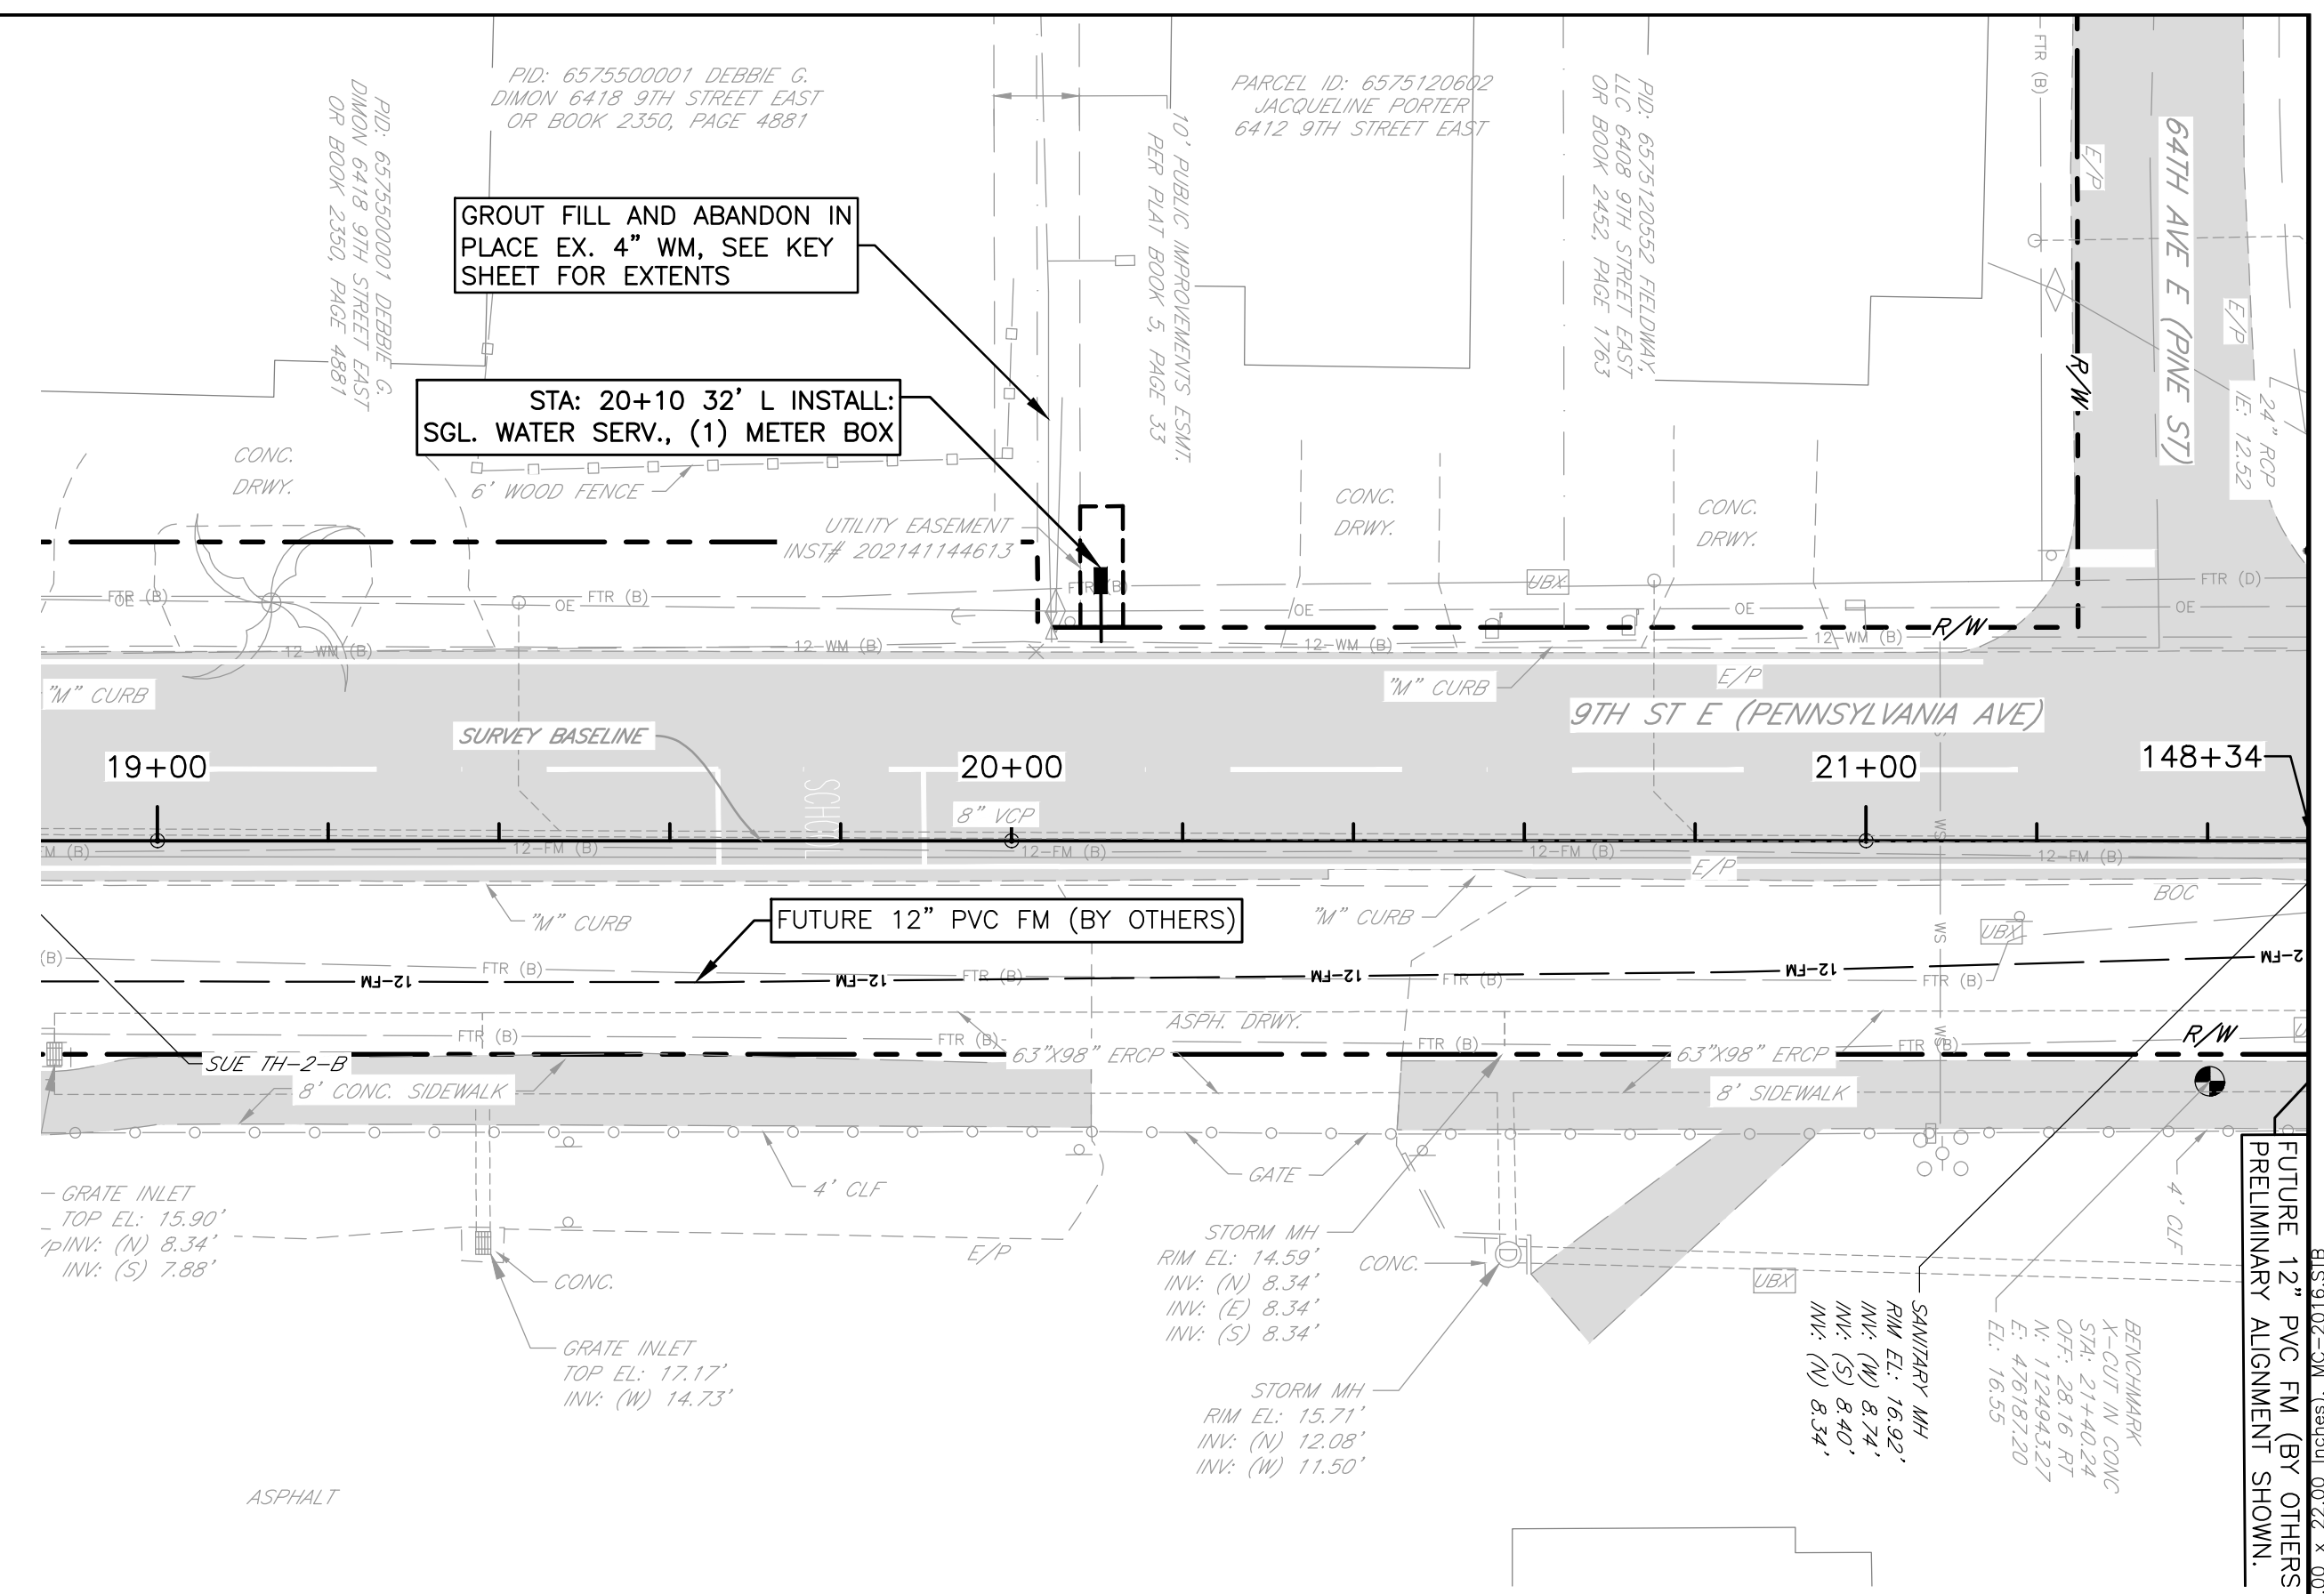 PID: 6575500001 DEBBIE G.
DIMON 6418 9TH STREET EAST
OR BOOK 2350, PAGE 4881
PID: 6575500001 DEBBIE G.
DIMON 6418 9TH STREET EAST
OR BOOK 2350, PAGE 4881
10' PUBLIC IMPROVEMENTS ESMT.
PER PLAT BOOK 5, PAGE 33
PARCEL ID: 6575120602
JACQUELINE PORTER
6412 9TH STREET EAST
PID: 6575120552 FIELDWAY,
LLC 6408 9TH STREET EAST
OR BOOK 2452, PAGE 1763
FTR (B)
E/P
64TH AVE E (PINE ST)
E/P
R/W
24" RCP
IE: 12.52
GROUT FILL AND ABANDON IN
PLACE EX. 4" WM, SEE KEY
SHEET FOR EXTENTS
STA: 20+10 32' L INSTALL:
SGL. WATER SERV., (1) METER BOX
CONC.
DRWY.
6' WOOD FENCE
UTILITY EASEMENT
INST# 202141144613
CONC.
DRWY.
CONC.
DRWY.
FTR (B)
OE
OE
FTR (B)
FTR (B)
UBX
FTR (D)
OE
OE
OE
12-WM (B)
12-WM (B)
12-WM (B)
12-WM (B)
R/W
"M" CURB
"M" CURB
E/P
SURVEY BASELINE
9TH ST E (PENNSYLVANIA AVE)
19+00
20+00
21+00
148+34
SCHOOL
8" VCP
WS
FM (B)
12-FM (B)
12-FM (B)
12-FM (B)
12-FM (B)
E/P
BOC
"M" CURB
FUTURE 12" PVC FM (BY OTHERS)
"M" CURB
UBX
WS
(B)
FTR (B)
FTR (B)
FTR (B)
FTR (B)
12-FM
12-FM
12-FM
12-FM
2-FM
ASPH. DRWY.
FTR (B)
FTR (B)
FTR (B)
FTR (B)
WS
R/W
SUE TH-2-B
63"X98" ERCP
63"X98" ERCP
8' CONC. SIDEWALK
8' SIDEWALK
GATE
4' CLF
4' CLF
GRATE INLET
TOP EL: 15.90'
INV: (N) 8.34'
INV: (S) 7.88'
E/P
CONC.
GRATE INLET
TOP EL: 17.17'
INV: (W) 14.73'
STORM MH
RIM EL: 14.59'
INV: (N) 8.34'
INV: (E) 8.34'
INV: (S) 8.34'
CONC.
UBX
STORM MH
RIM EL: 15.71'
INV: (N) 12.08'
INV: (W) 11.50'
SANITARY MH
RIM EL: 16.92'
INV: (W) 8.74'
INV: (S) 8.40'
INV: (N) 8.34'
BENCHMARK
X-CUT IN CONC
STA: 21+40.24
OFF: 28.16 RT
N: 1124943.27
E: 476187.20
EL: 16.55
FUTURE 12" PVC FM (BY OTHERS
PRELIMINARY ALIGNMENT SHOWN.
ASPHALT